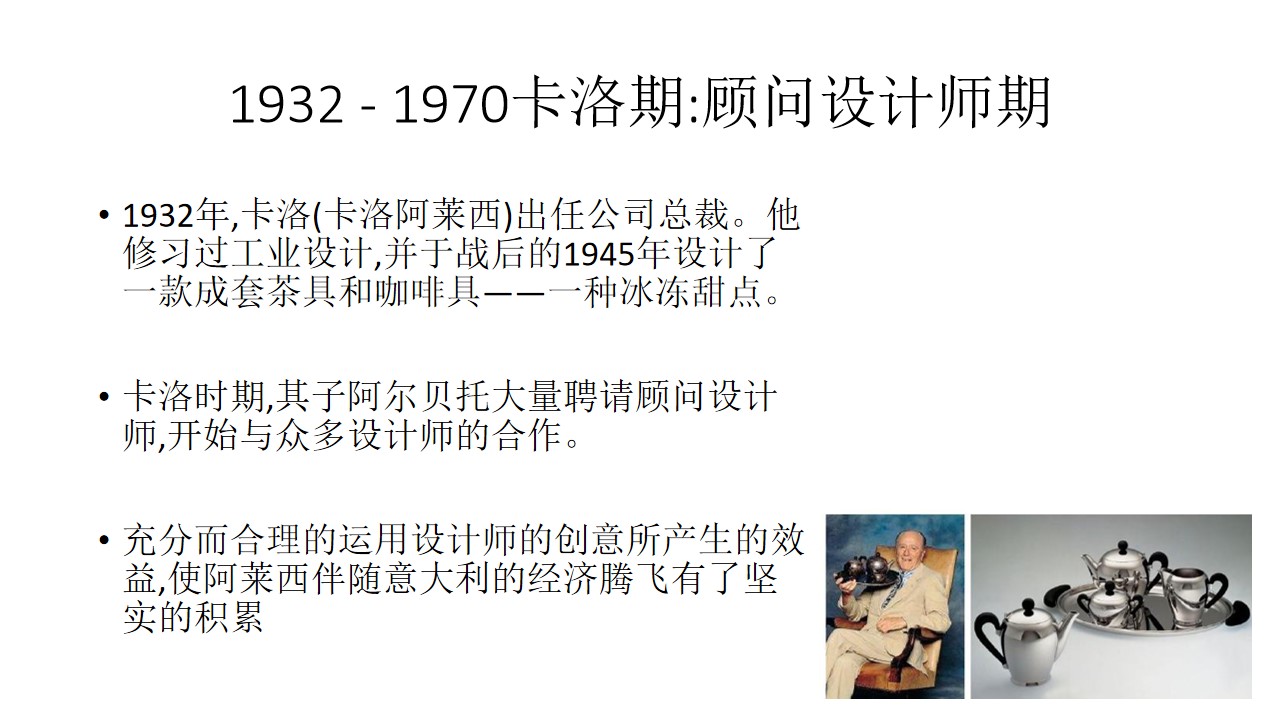 1932 - 1970卡洛期:顾问设计师期
• 1932年,卡洛(卡洛阿莱西)出任公司总裁。他
修习过工业设计,并于战后的1945年设计了
一款成套茶具和咖啡具——一种冰冻甜点。
• 卡洛时期,其子阿尔贝托大量聘请顾问设计
师,开始与众多设计师的合作。
• 充分而合理的运用设计师的创意所产生的效
益,使阿莱西伴随意大利的经济腾飞有了坚
实的积累